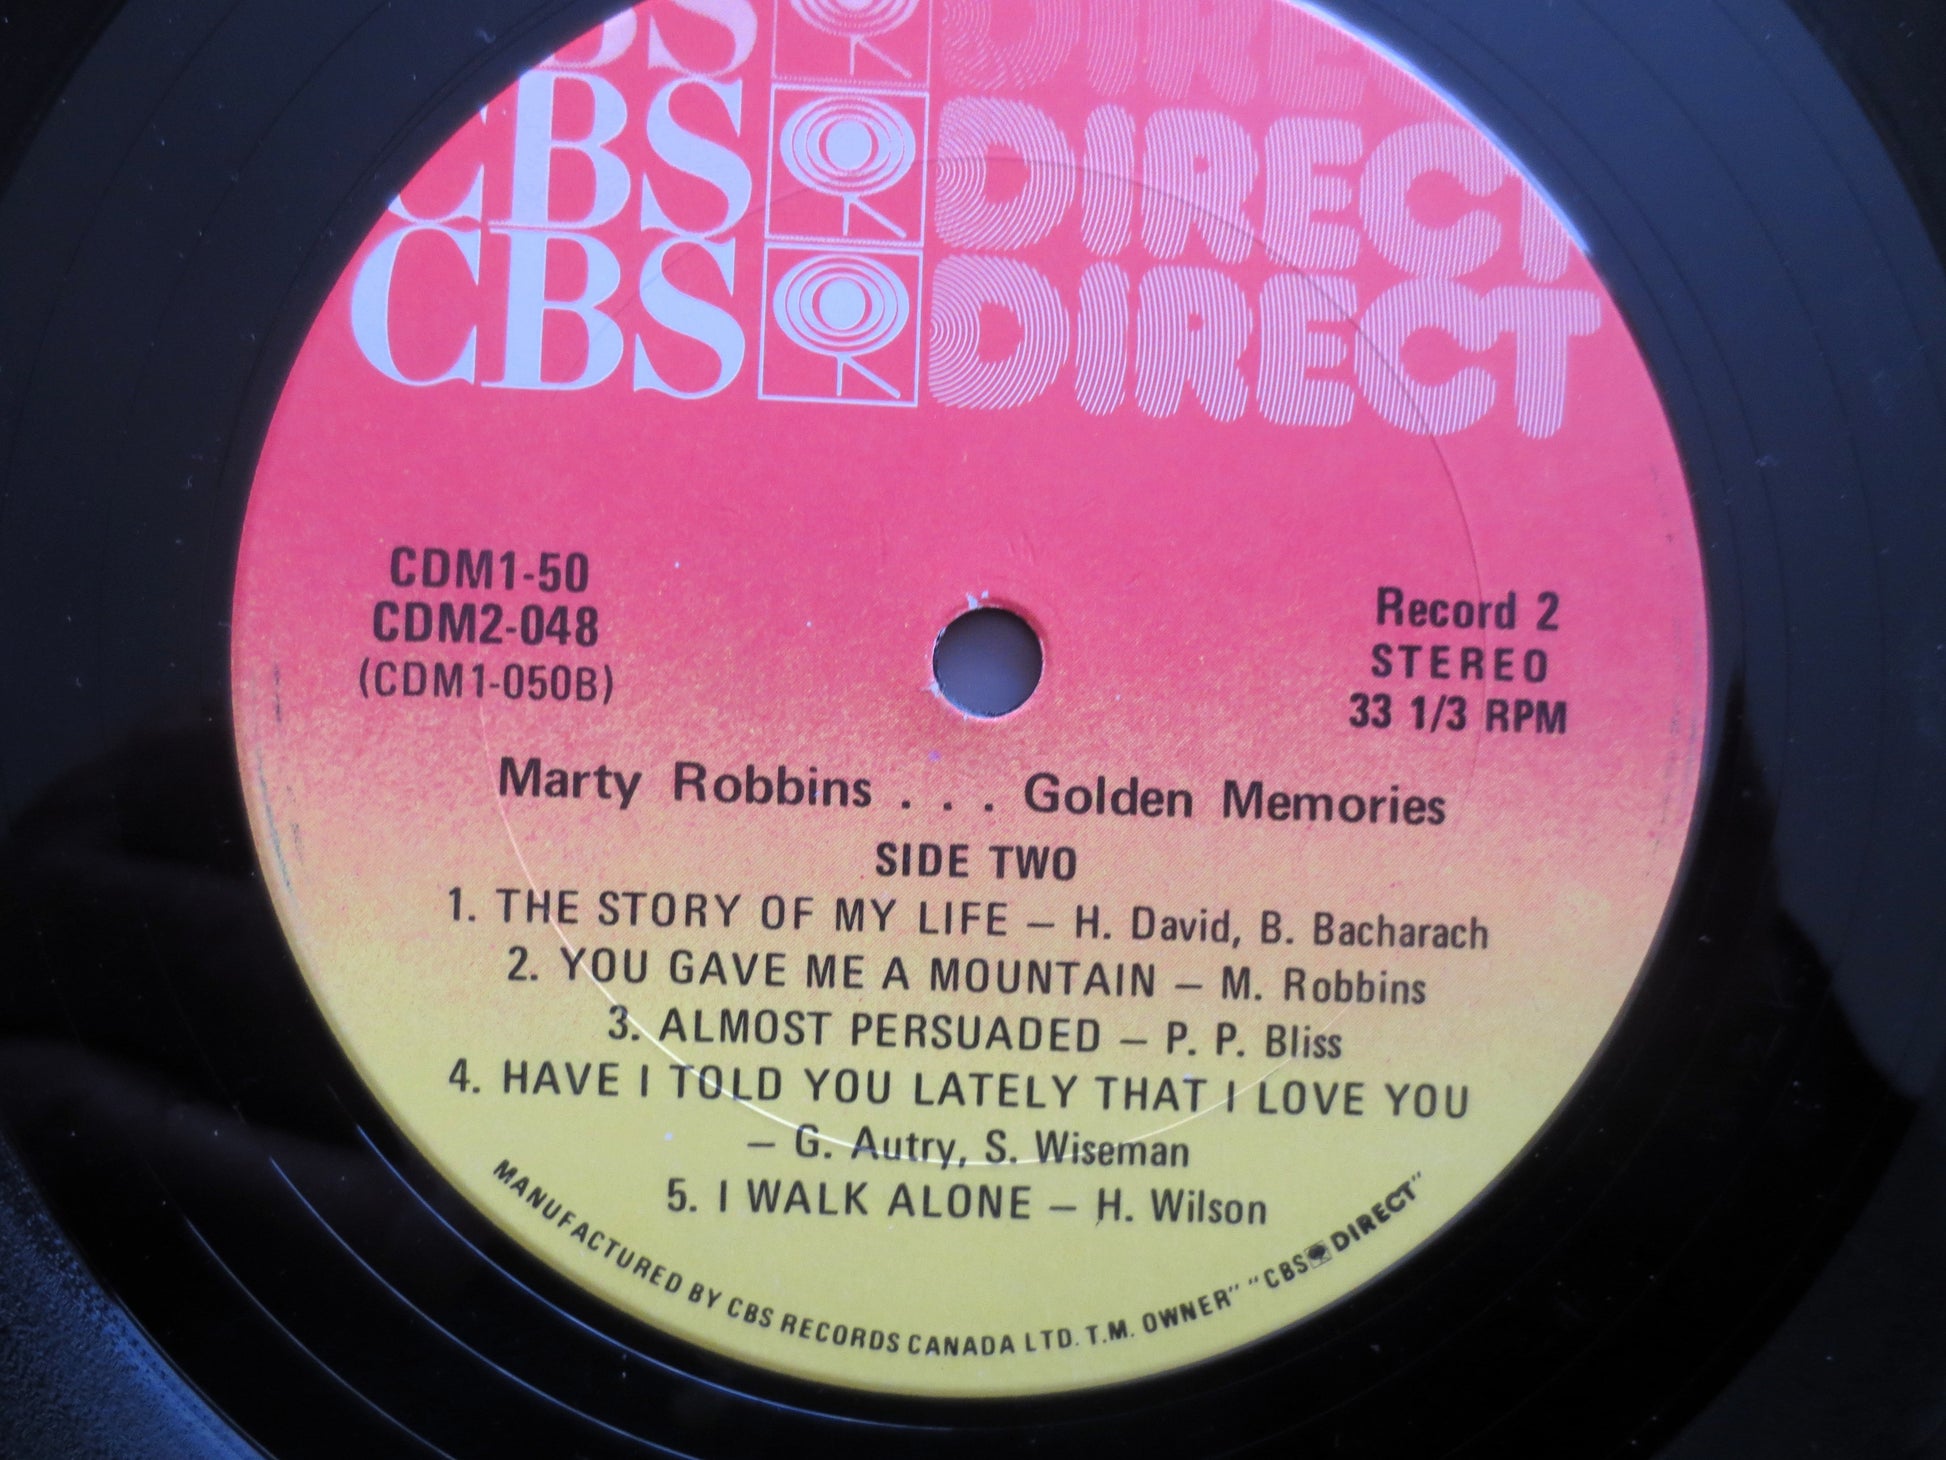 CBS DIRECT
CBS DIRECT
CBS DIRECT
CDM1-50
CDM2-048
(CDM1-050B)
Record 2
STEREO
33 1/3 RPM
Marty Robbins . . . Golden Memories
SIDE TWO
1. THE STORY OF MY LIFE – H. David, B. Bacharach
2. YOU GAVE ME A MOUNTAIN – M. Robbins
3. ALMOST PERSUADED – P. P. Bliss
4. HAVE I TOLD YOU LATELY THAT I LOVE YOU
– G. Autry, S. Wiseman
5. I WALK ALONE – H. Wilson
MANUFACTURED BY CBS RECORDS CANADA LTD. T.M. OWNER" "CBS DIRECT"